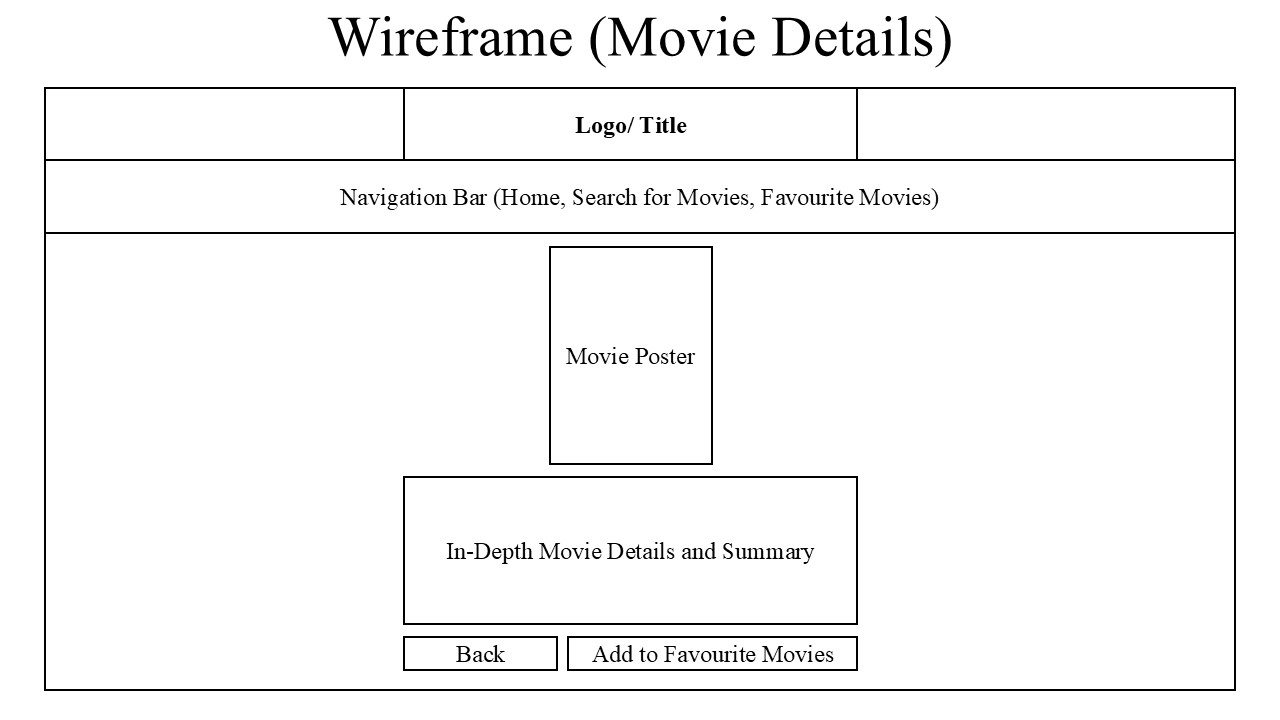 Wireframe (Movie Details)
Logo/ Title
Navigation Bar (Home, Search for Movies, Favourite Movies)
Movie Poster
In-Depth Movie Details and Summary
Back
Add to Favourite Movies